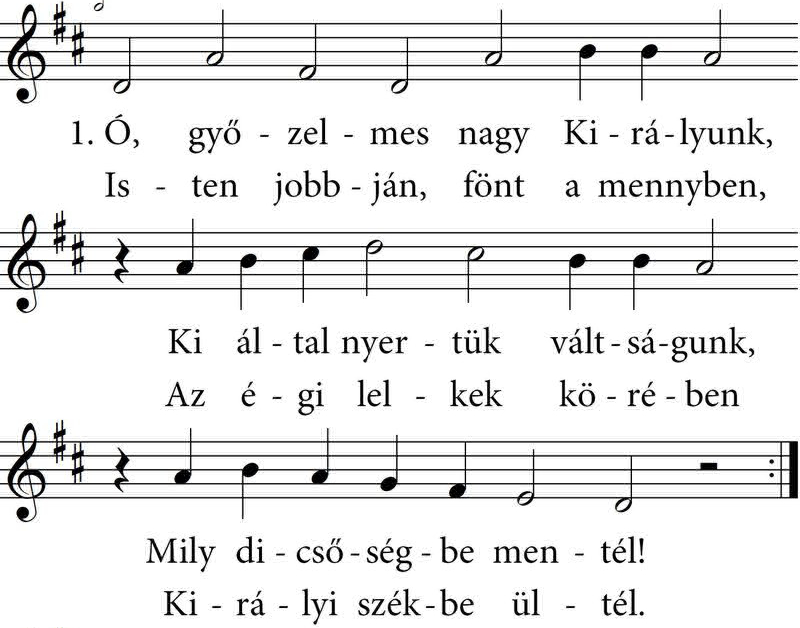 1. Ó, győ - zel - mes nagy Ki - rá - lyunk,
Is - ten jobb - ján, fönt a mennyben,
Ki ál - tal nyer - tük vált - sá - gunk,
Az é - gi lel - kek kö - ré - ben
Mily di - cső - ség - be men - tél!
Ki - rá - lyi szék - be ül - tél.